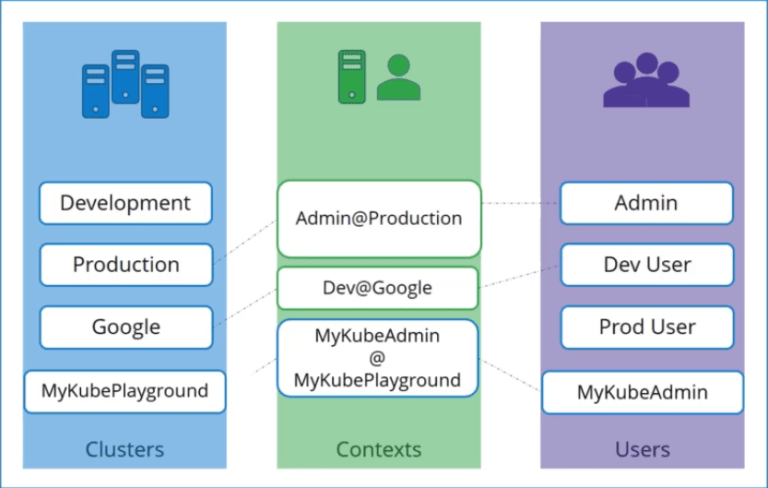 Development
Production
Google
MyKubePlayground
Clusters
Admin@Production
Dev@Google
MyKubeAdmin
@
MyKubePlayground
Contexts
Admin
Dev User
Prod User
MyKubeAdmin
Users